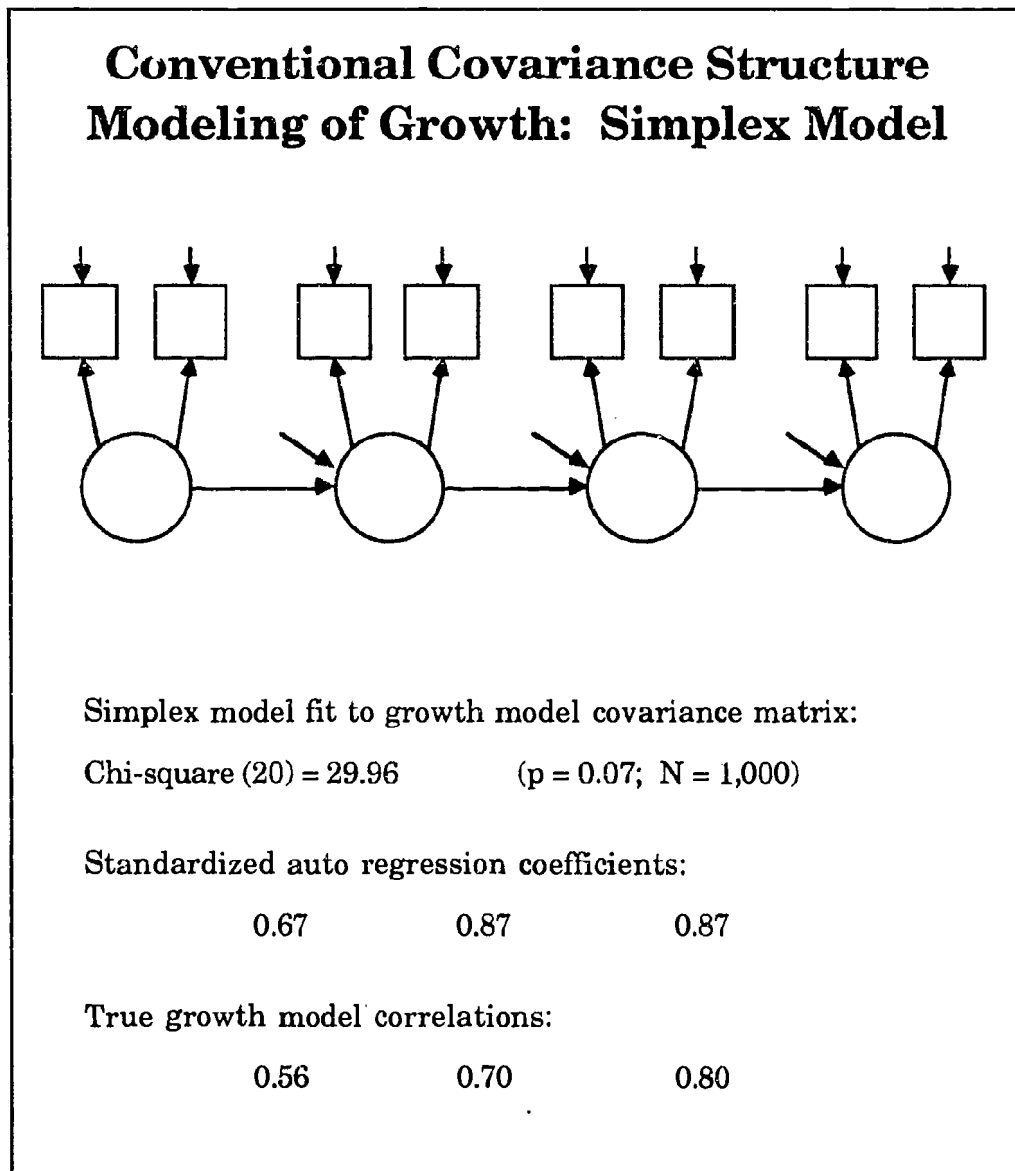 Conventional Covariance Structure
Modeling of Growth: Simplex Model
Simplex model fit to growth model covariance matrix:
Chi-square (20) = 29.96 (p = 0.07; N = 1,000)
Standardized auto regression coefficients:
0.67 0.87 0.87
True growth model correlations:
0.56 0.70 0.80